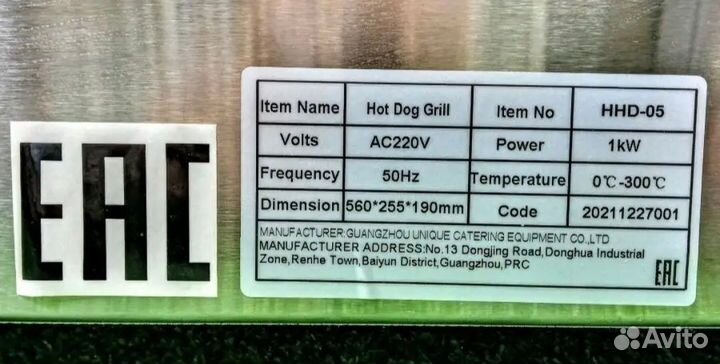 EAC
Item Name Hot Dog Grill Item No HHD-05
Volts AC220V Power 1kW
Frequency 50Hz Temperature 0℃-300℃
Dimension 560*255*190mm Code 20211227001
MANUFACTURER:GUANGZHOU UNIQUE CATERING EQUIPMENT CO.,LTD
MANUFACTURER ADDRESS:No.13 Dongjing Road,Donghua Industrial
Zone,Renhe Town,Baiyun District,Guangzhou,PRC
EAC
Avito